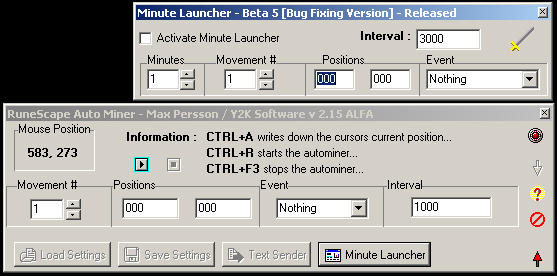 Minute Launcher - Beta 5 [Bug Fixing Version] - Released
Activate Minute Launcher Interval : 3000
Minutes Movement # Positions Event
1 1 000 000 Nothing
RuneScape Auto Miner - Max Persson / Y2K Software v 2.15 ALFA
Mouse Position
583, 273
Information : CTRL+A writes down the cursors current position...
CTRL+R starts the autominer...
CTRL+F3 stops the autominer...
Movement # Positions Event Interval
1 000 000 Nothing 1000
Load Settings Save Settings Text Sender Minute Launcher